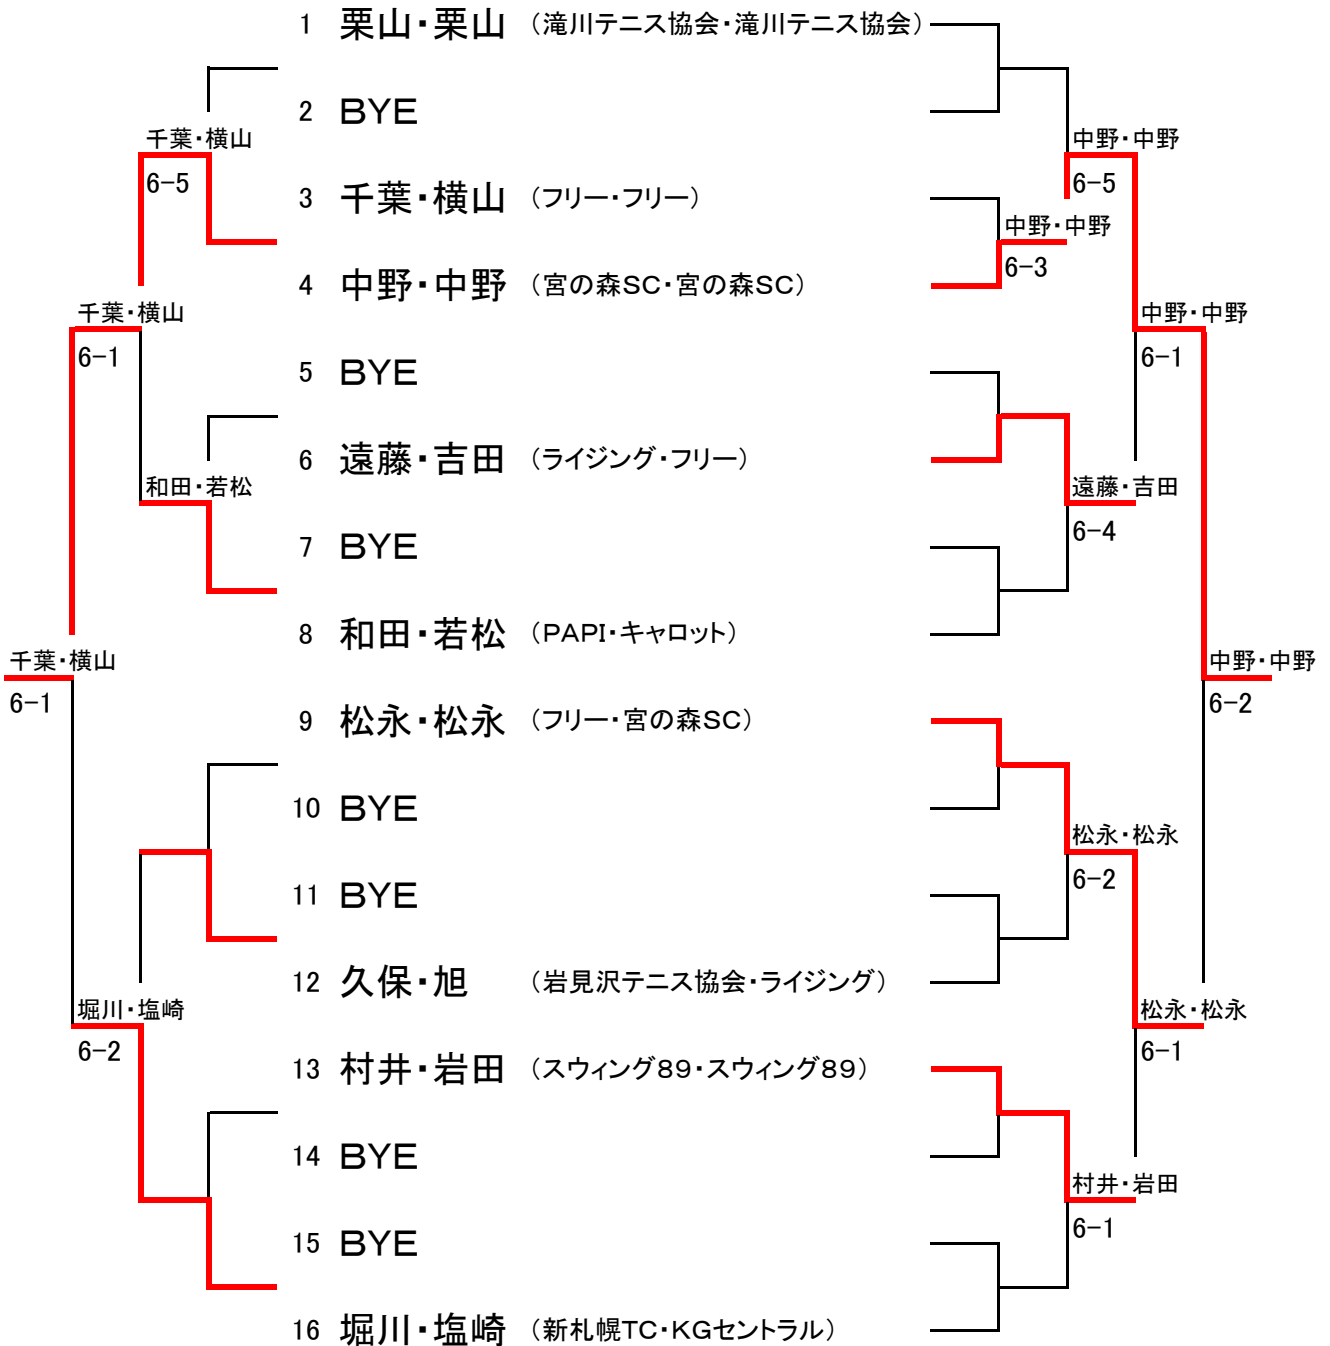 1 栗山・栗山 （滝川テニス協会・滝川テニス協会）
2 BYE
千葉・横山 中野・中野
6-5 3 千葉・横山 （フリー・フリー） 6-5
中野・中野
6-3
4 中野・中野 （宮の森SC・宮の森SC）
千葉・横山 中野・中野
6-1 6-1
5 BYE
6 遠藤・吉田 （ライジング・フリー）
和田・若松 遠藤・吉田
6-4
7 BYE
8 和田・若松 （PAPI・キャロット）
千葉・横山 中野・中野
6-1 6-2
9 松永・松永 （フリー・宮の森SC）
10 BYE
松永・松永
6-2
11 BYE
12 久保・旭 （岩見沢テニス協会・ライジング）
堀川・塩崎 松永・松永
6-2 6-1
13 村井・岩田 （スウィング89・スウィング89）
14 BYE
村井・岩田
6-1
15 BYE
16 堀川・塩崎 （新札幌TC・KGセントラル）